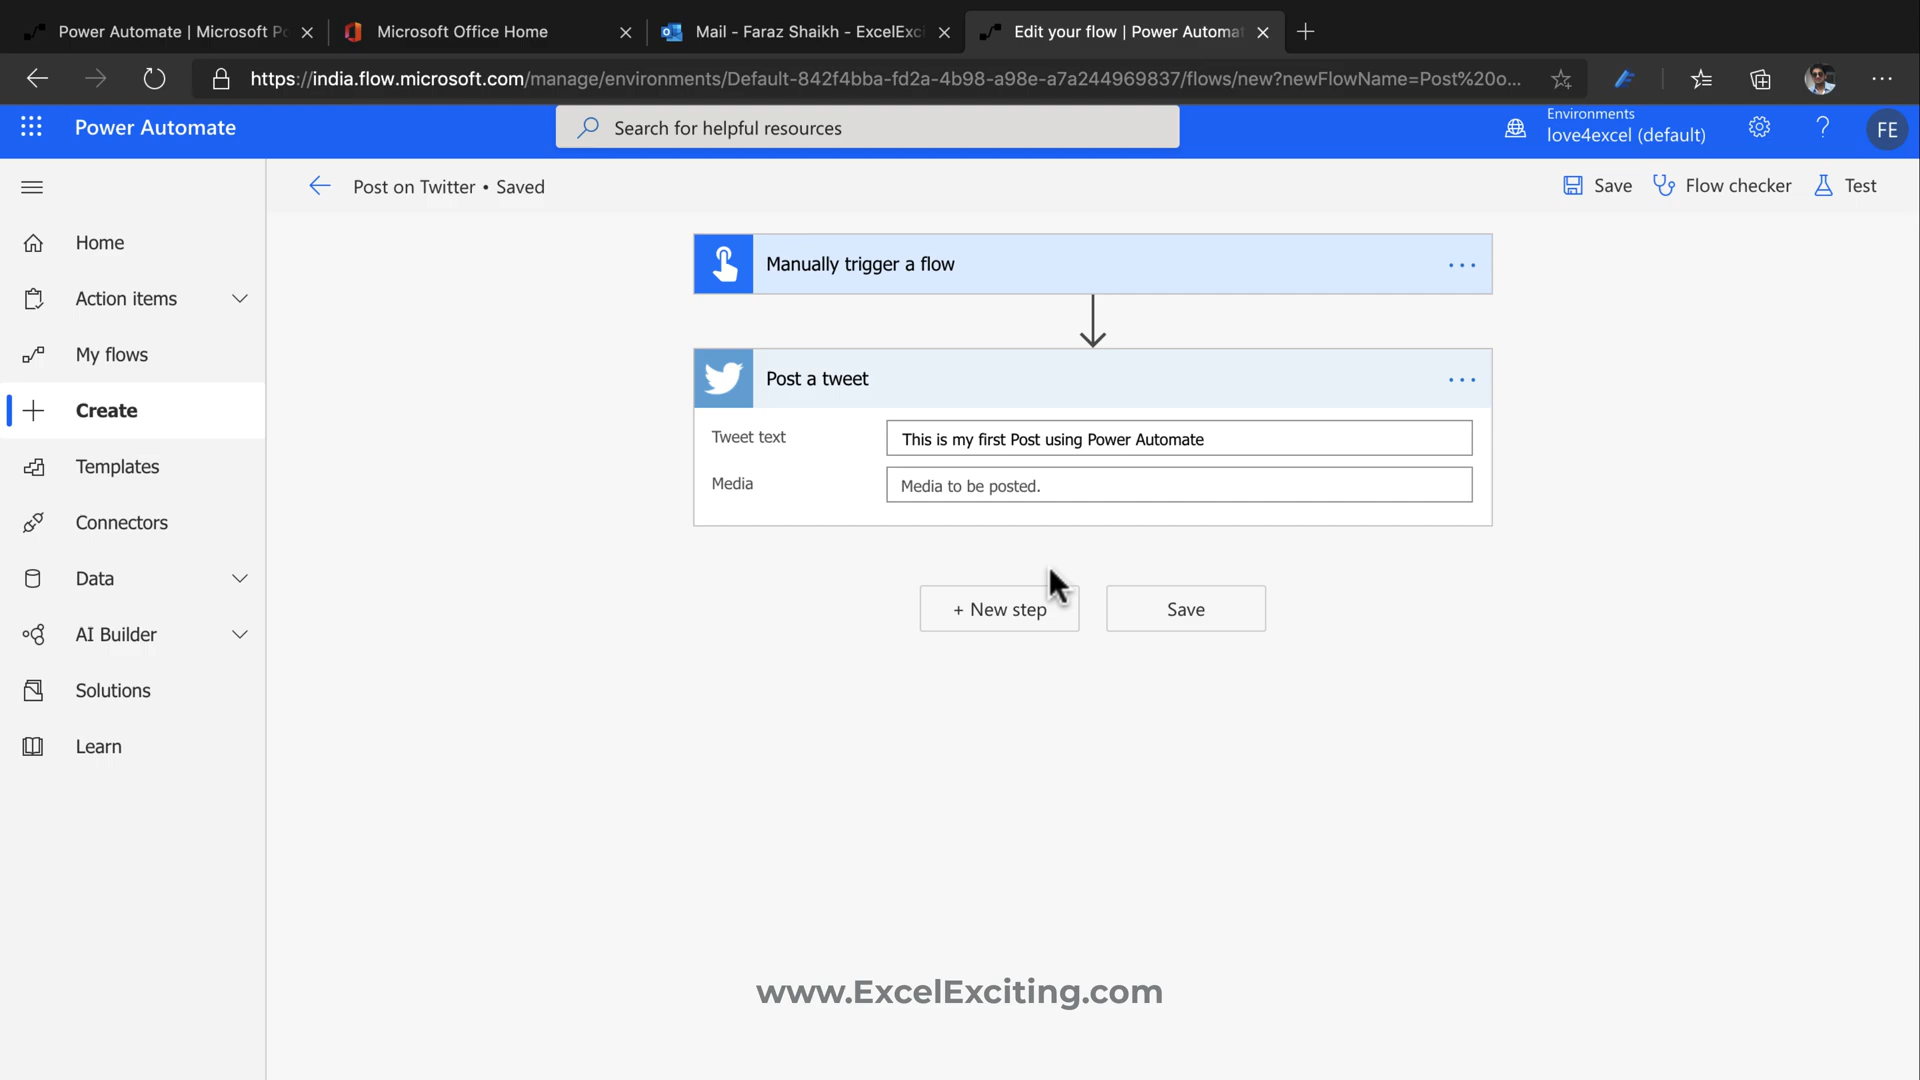 Power Automate | Microsoft P
Microsoft Office Home
Mail - Faraz Shaikh - ExcelExc
Edit your flow | Power Automa
https://india.flow.microsoft.com/manage/environments/Default-842f4bba-fd2a-4b98-a98e-a7a244969837/flows/new?newFlowName=Post%20o...
Power Automate
Search for helpful resources
Environments
love4excel (default)
?
FE
Post on Twitter • Saved
Save
Flow checker
Test
Home
Action items
My flows
Create
Templates
Connectors
Data
AI Builder
Solutions
Learn
Manually trigger a flow
Post a tweet
Tweet text
This is my first Post using Power Automate
Media
Media to be posted.
+ New step
Save
www.ExcelExciting.com